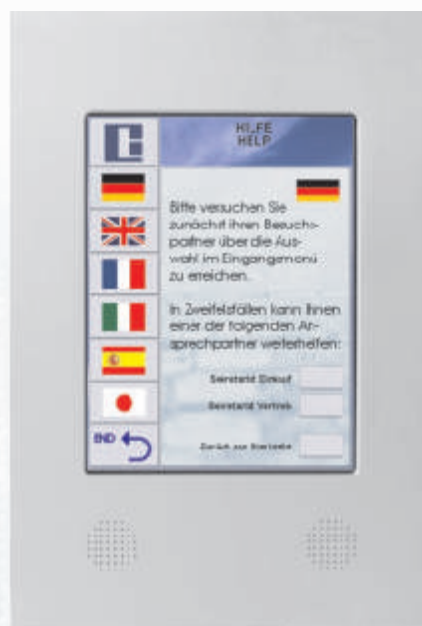 HILFE
HELP
Bitte versuchen Sie
zunächst ihren Besuchs-
partner über die Aus-
wahl im Eingangsmenü
zu erreichen.
In Zweifelsfällen kann Ihnen
einer der folgenden An-
sprechpartner weiterhelfen:
Sekretariat Einkauf
Sekretariat Vertrieb
Zurück zur Startseite
END